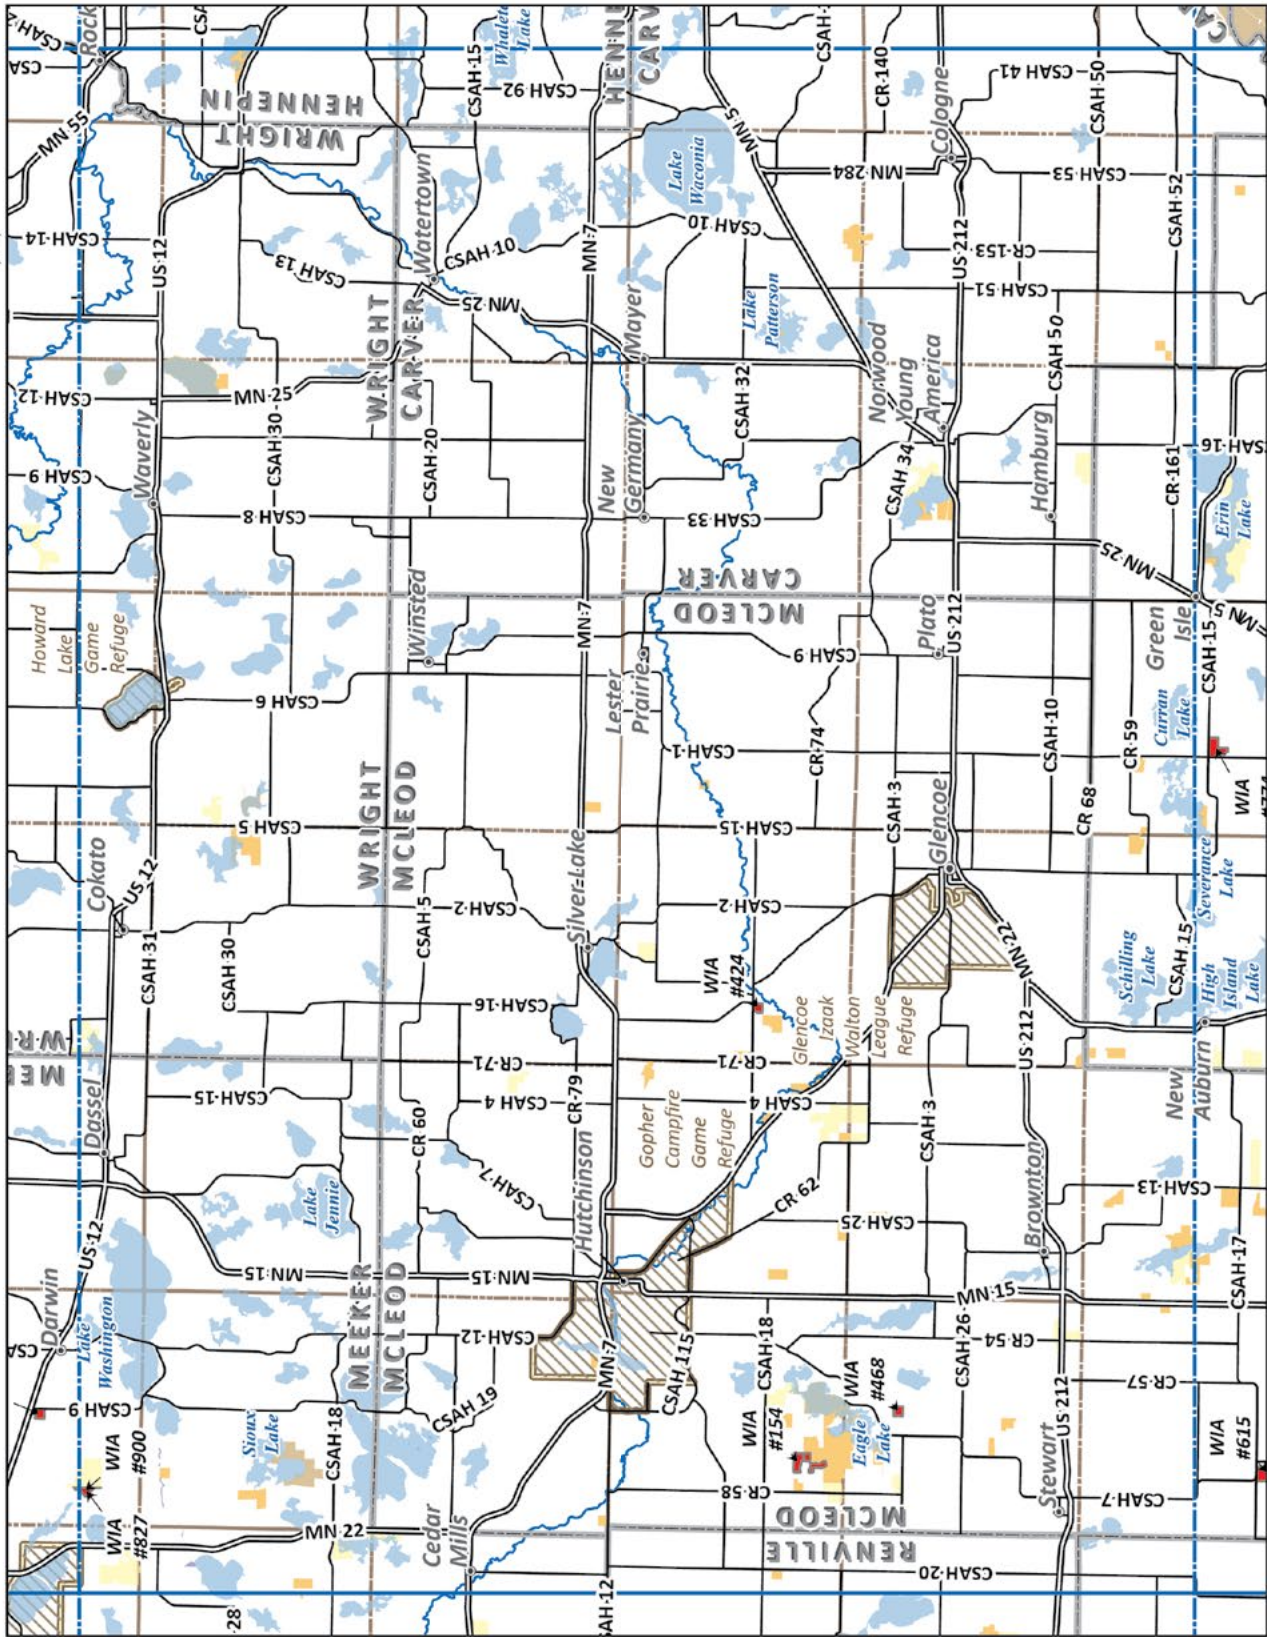 CSAH
Rock
CSA
MN·55
CSAH·14
US·12
CSAH·12
CSAH 9
Waverly
Howard
Lake
Game
Refuge
Cokato
US·12
CSAH·31
CSAH·30
Dassel
CSAH·15
US·12
Darwin
Lake
Washington
CSAH 9
WIA
#900
WIA
#827
MN 22
28
HENNEPIN
WRIGHT
CSAH 13
WRIGHT
CARVER
MN·25
CSAH·30
CSAH·20
CSAH 8
CSAH 6
Winsted
WRIGHT
MCLEOD
CSAH 5
CSAH·5
CSAH·2
CSAH·16
CR·71
CR·60
CSAH 4
CSAH·7
Lake
Jennie
MN·15
MN·15
MEEKER
MCLEOD
CSAH·12
CSAH 19
CSAH·18
Sioux
Lake
Cedar
Mills
CSAH·15
Whaletail
Lake
CSAH 92
Watertown
CSAH·10
MN·25
MN·7
Mayer
New
Germany
MN·7
Lester
Prairie
Silver·Lake
CR·79
Hutchinson
MN·7
AH·12
HENN
CARV
Lake
Waconia
CSAH·10
Lake
Patterson
CSAH·32
CSAH·33
CARVER
MCLEOD
CSAH 9
CSAH·1
CSAH·15
CSAH·2
WIA
#424
CR·71
CSAH 4
Gopher
Campfire
Game
Refuge
Glencoe
Izaak
Walton
League
Refuge
CR·62
CSAH·25
CSAH 115
CSAH·18
WIA
#154
WIA
#468
Eagle
Lake
CR·58
MCLEOD
RENVILLE
CSAH·20
CSAH
MN·5
CR·140
MN·284
Cologne
CSAH 41
CSAH·50
CSAH·53
CSAH·52
US·212
CR·153
CSAH·51
Norwood
Young
America
CSAH 50
CSAH 34
Hamburg
CR·161
CSAH·16
Erin
Lake
MN·25
MN·5
Plato
US·212
Green
Isle
CSAH·15
CR·74
CSAH·10
CR·59
Curran
Lake
WIA
CSAH·3
CR 68
Glencoe
Severance
Lake
MN·22
CSAH 15
Schilling
Lake
High
Island
Lake
US·212
New
Auburn
CSAH·3
Brownton
CSAH·13
CSAH·17
MN·15
CSAH·26
CR·54
CR·57
US·212
Stewart
CSAH·7
WIA
#615